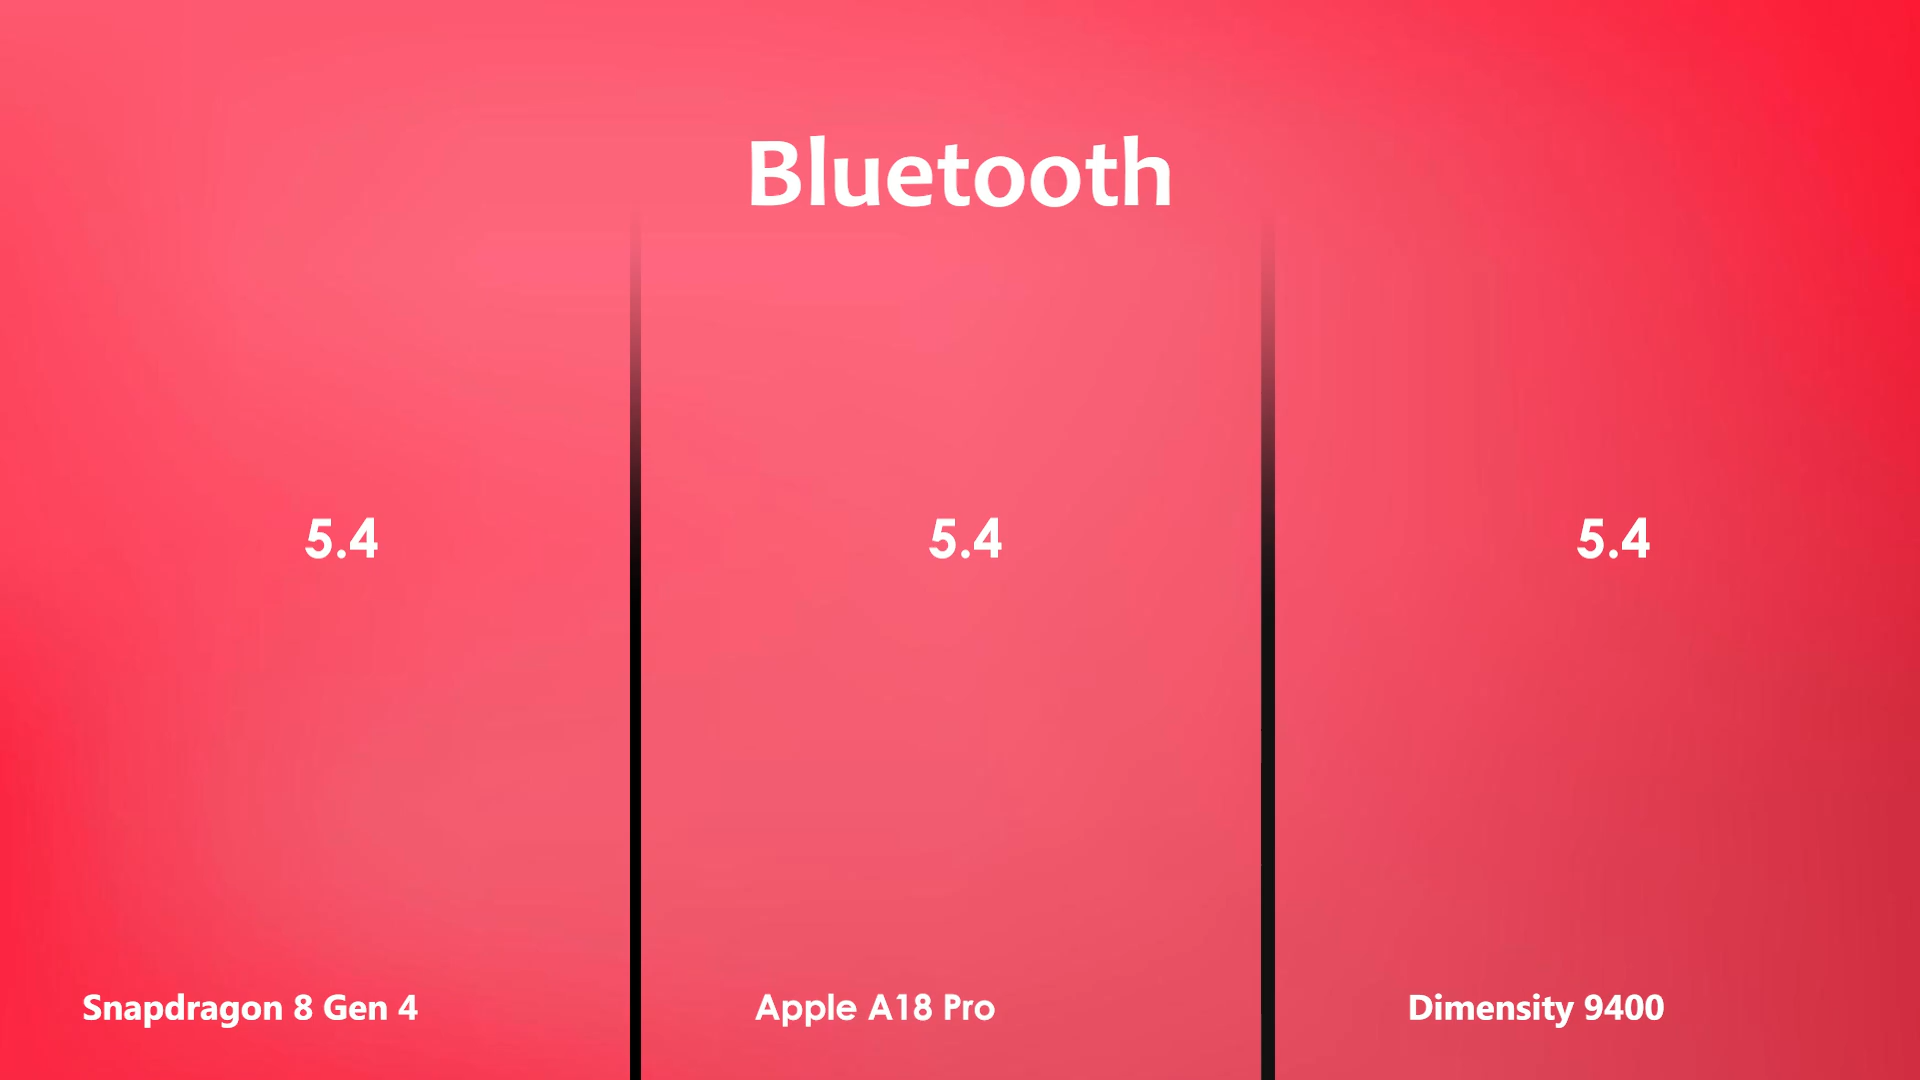 Bluetooth
5.4
5.4
5.4
Snapdragon 8 Gen 4
Apple A18 Pro
Dimensity 9400